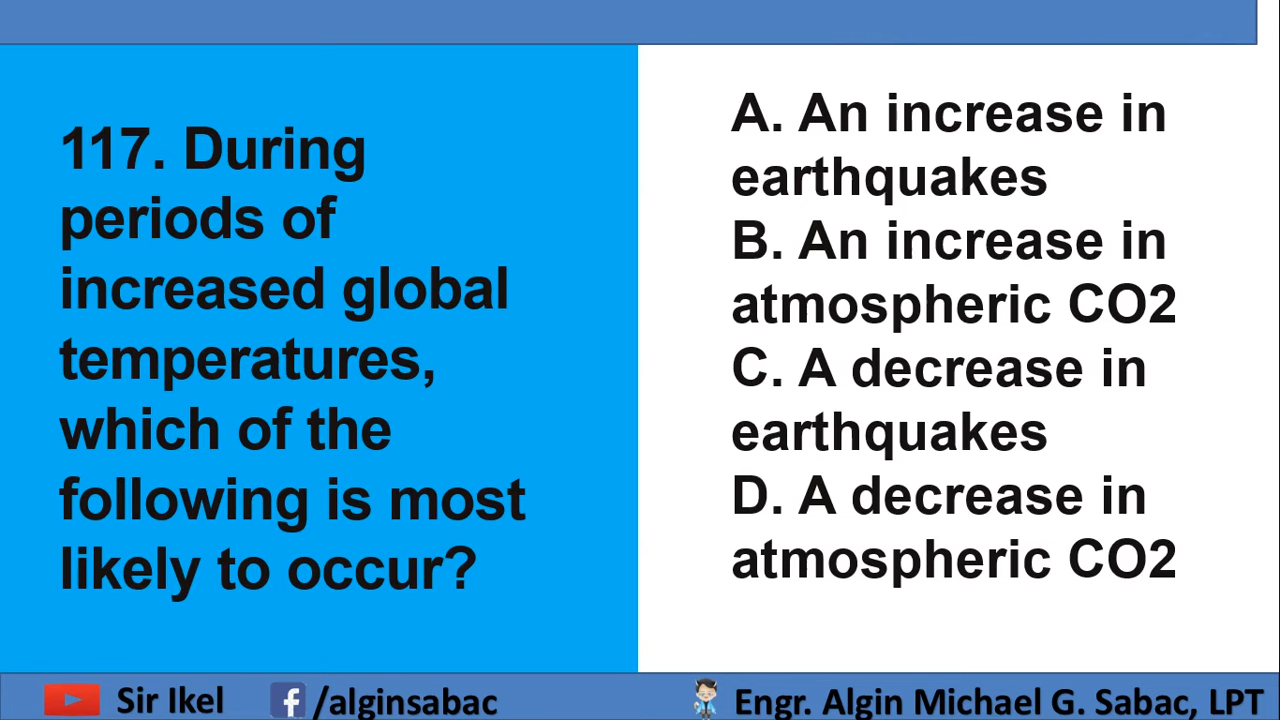 117. During
periods of
increased global
temperatures,
which of the
following is most
likely to occur?
A. An increase in
earthquakes
B. An increase in
atmospheric CO2
C. A decrease in
earthquakes
D. A decrease in
atmospheric CO2
Sir Ikel
f /alginsabac
Engr. Algin Michael G. Sabac, LPT